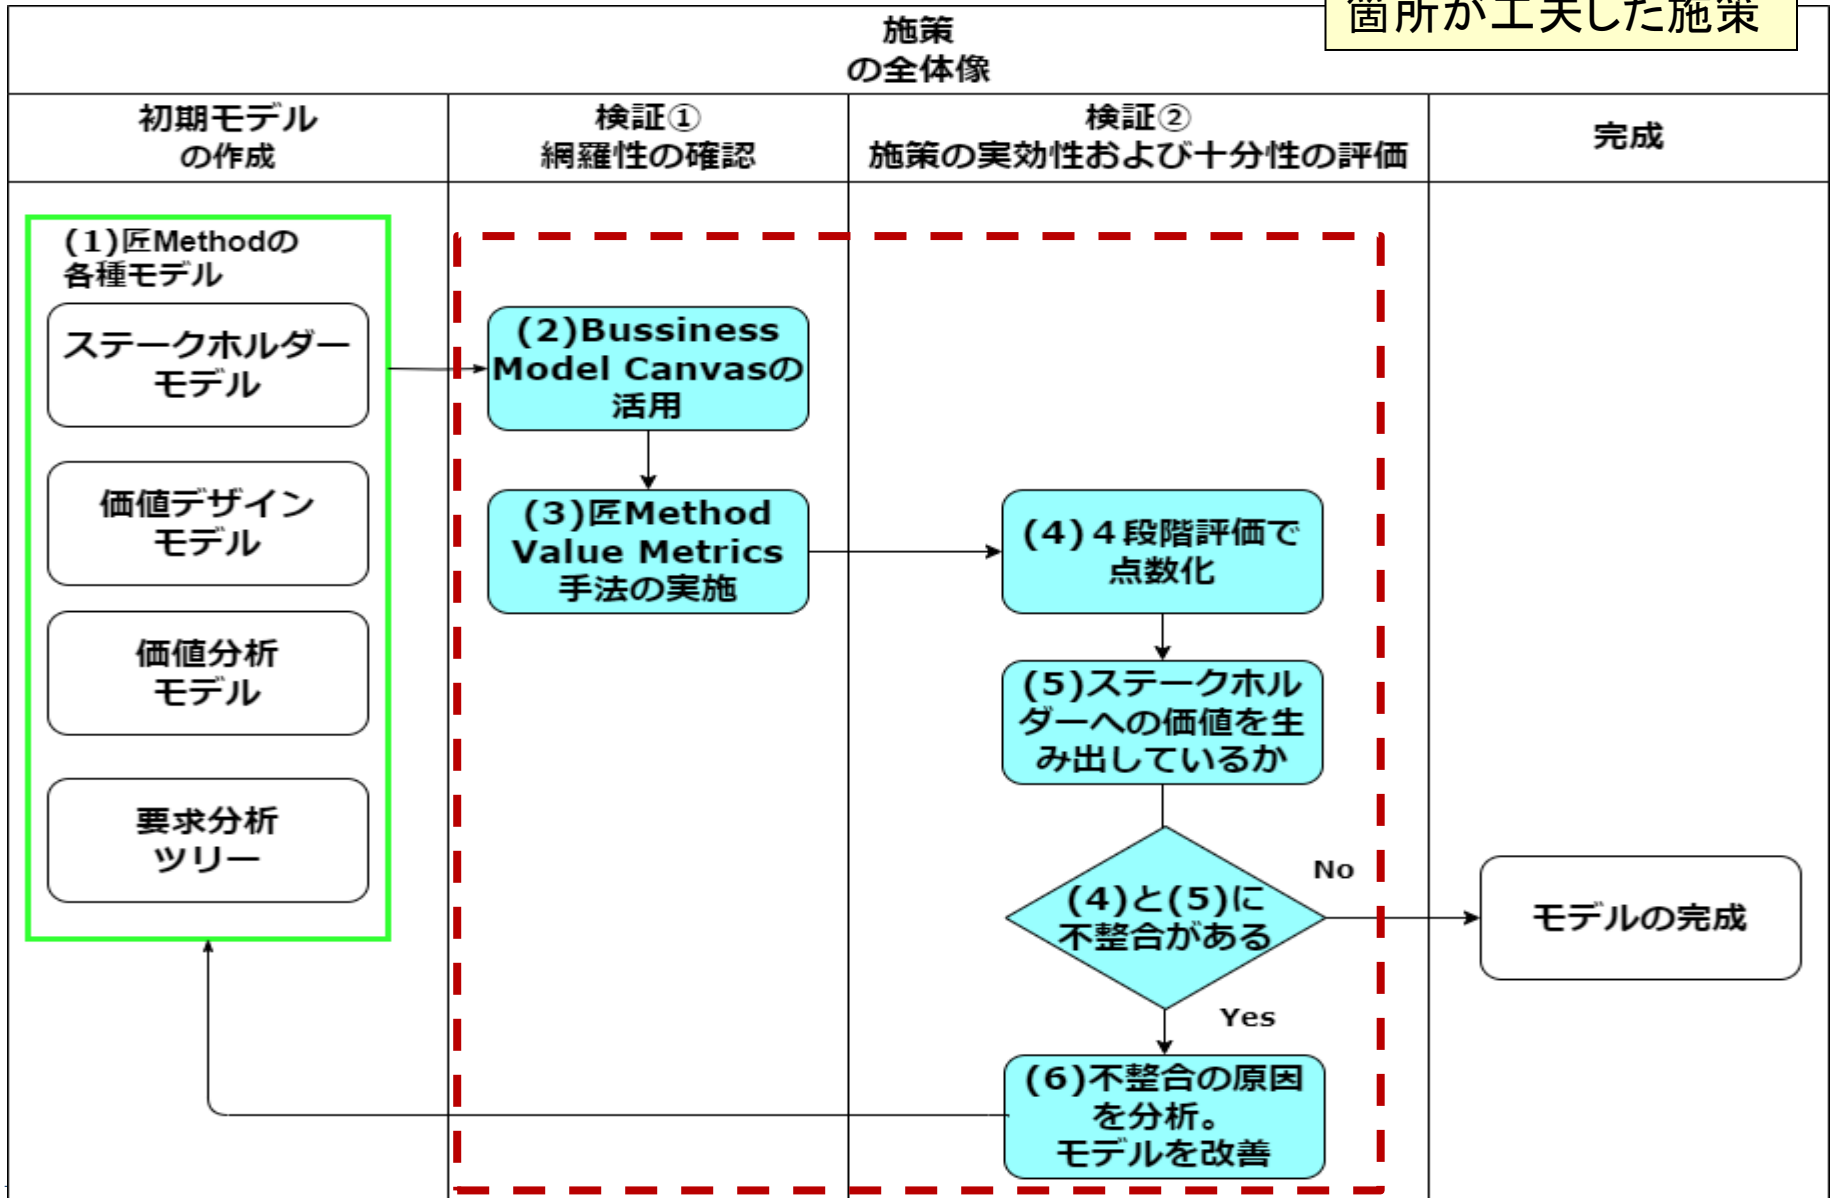 箇所が工夫した施策
施策
の全体像
初期モデル
の作成
検証①
網羅性の確認
検証②
施策の実効性および十分性の評価
完成
(1)匠Methodの
各種モデル
ステークホルダー
モデル
価値デザイン
モデル
価値分析
モデル
要求分析
ツリー
(2)Bussiness
Model Canvasの
活用
(3)匠Method
Value Metrics
手法の実施
(4)４段階評価で
点数化
(5)ステークホル
ダーへの価値を生
み出しているか
(4)と(5)に
不整合がある
No
Yes
(6)不整合の原因
を分析。
モデルを改善
モデルの完成